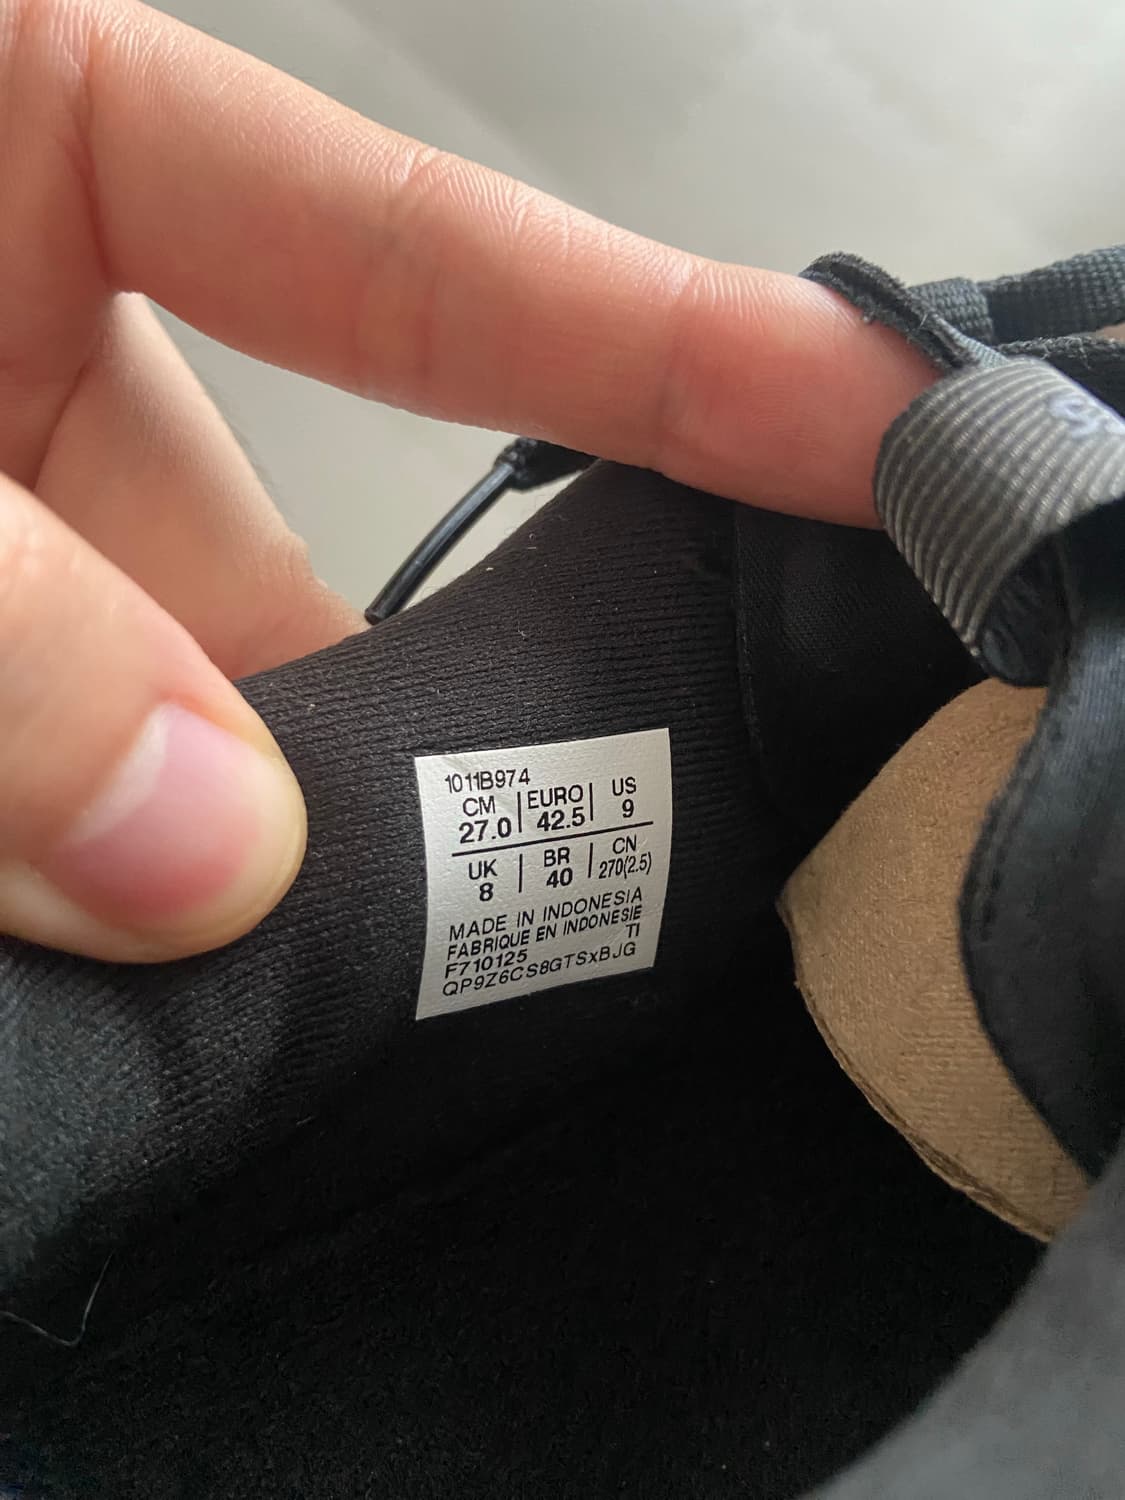 1011B974
CM | EURO | US
27.0 | 42.5 | 9
UK | BR | CN
8 | 40 | 270(2.5)
MADE IN INDONESIA
FABRIQUE EN INDONESIE
F710125 TI
QP9Z6CS8GTSxBJG